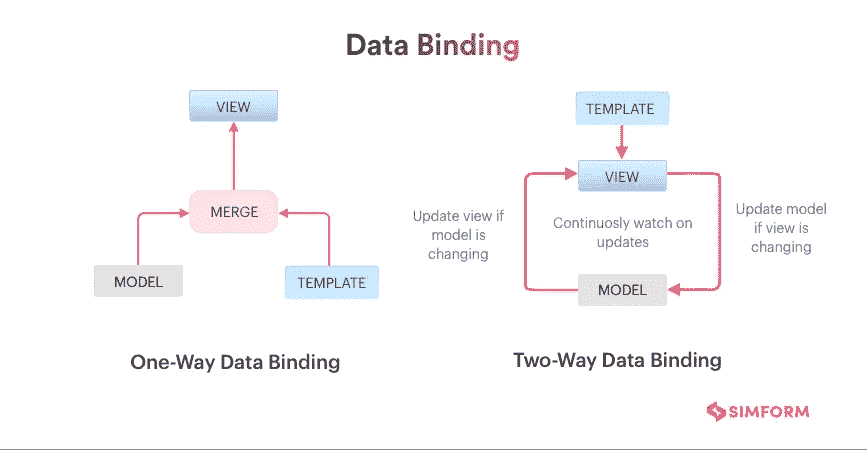 Data Binding
VIEW
MERGE
MODEL
TEMPLATE
One-Way Data Binding
TEMPLATE
VIEW
Update view if
model is
changing
Continuosly watch on
updates
Update model
if view is
changing
MODEL
Two-Way Data Binding
SIMFORM